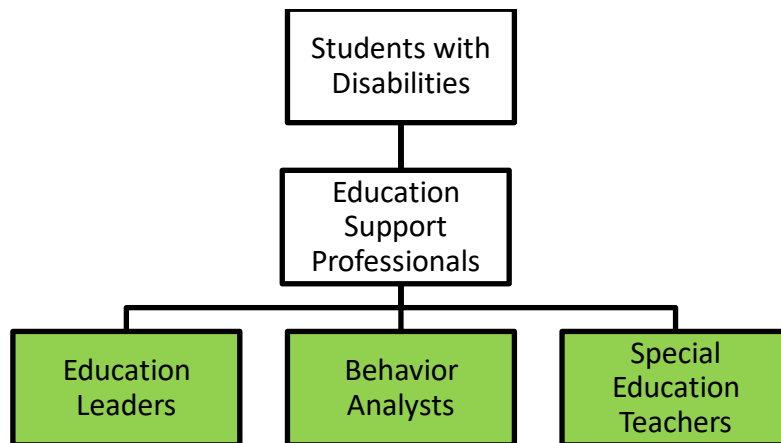 Students with
Disabilities
Education
Support
Professionals
Education
Leaders
Behavior
Analysts
Special
Education
Teachers